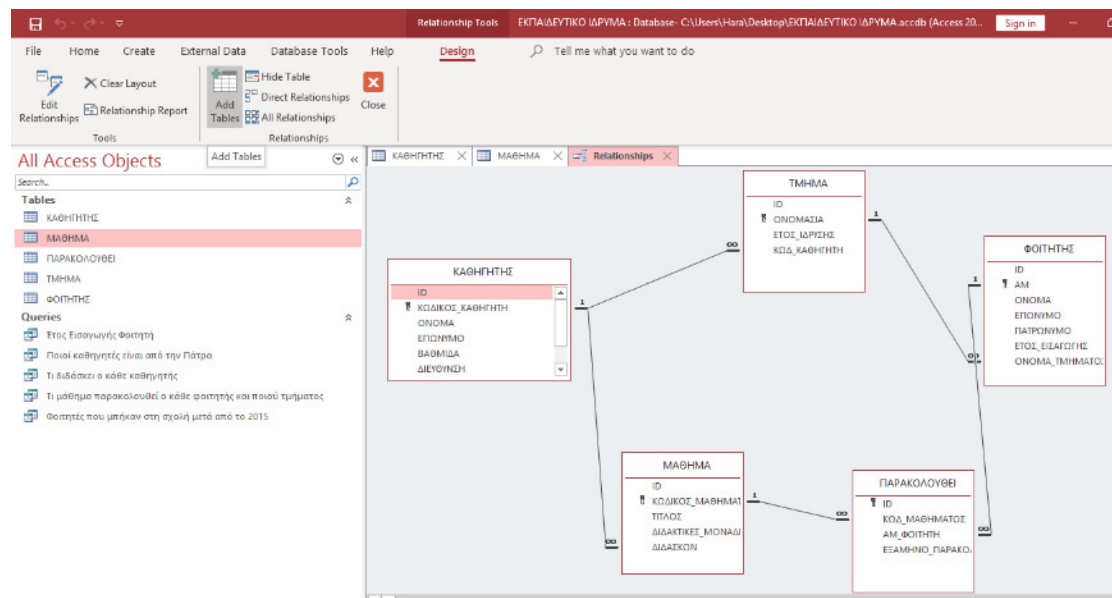 Relationship Tools
ΕΚΠΑΙΔΕΥΤΙΚΟ ΙΔΡΥΜΑ : Database- C:\Users\Hara\Desktop\ΕΚΠΑΙΔΕΥΤΙΚΟ ΙΔΡΥΜΑ.accdb (Access 20...
Sign in
File Home Create External Data Database Tools Help Design Tell me what you want to do
Edit Relationships
Clear Layout
Relationship Report
Tools
Add Tables
Hide Table
Direct Relationships
All Relationships
Relationships
Close
All Access Objects
Add Tables
Search...
Tables
ΚΑΘΗΓΗΤΗΣ
ΜΑΘΗΜΑ
ΠΑΡΑΚΟΛΟΥΘΕΙ
ΤΜΗΜΑ
ΦΟΙΤΗΤΗΣ
Queries
Έτος Εισαγωγής Φοιτητή
Ποιοί καθηγητές είναι από την Πάτρα
Τι διδάσκει ο κάθε καθηγητής
Τι μάθημα παρακολουθεί ο κάθε φοιτητής και ποιού τμήματος
Φοιτητές που μπήκαν στη σχολή μετά από το 2015
ΚΑΘΗΓΗΤΗΣ ΜΑΘΗΜΑ Relationships
ΚΑΘΗΓΗΤΗΣ
ID
ΚΩΔΙΚΟΣ_ΚΑΘΗΓΗΤΗ
ΟΝΟΜΑ
ΕΠΩΝΥΜΟ
ΒΑΘΜΙΔΑ
ΔΙΕΥΘΥΝΣΗ
1
1
∞
∞
ΤΜΗΜΑ
ID
ΟΝΟΜΑΣΙΑ
ΕΤΟΣ_ΙΔΡΥΣΗΣ
ΚΩΔ_ΚΑΘΗΓΗΤΗ
1
∞
ΦΟΙΤΗΤΗΣ
ID
ΑΜ
ΟΝΟΜΑ
ΕΠΩΝΥΜΟ
ΠΑΤΡΩΝΥΜΟ
ΕΤΟΣ_ΕΙΣΑΓΩΓΗΣ
ΟΝΟΜΑ_ΤΜΗΜΑΤΟΣ
ΜΑΘΗΜΑ
ID
ΚΩΔΙΚΟΣ_ΜΑΘΗΜΑΤ
ΤΙΤΛΟΣ
ΔΙΔΑΚΤΙΚΕΣ_ΜΟΝΑΔΙ
ΔΙΔΑΣΚΩΝ
1
∞
∞
ΠΑΡΑΚΟΛΟΥΘΕΙ
ID
ΚΩΔ_ΜΑΘΗΜΑΤΟΣ
ΑΜ_ΦΟΙΤΗΤΗ
ΕΞΑΜΗΝΟ_ΠΑΡΑΚΟ